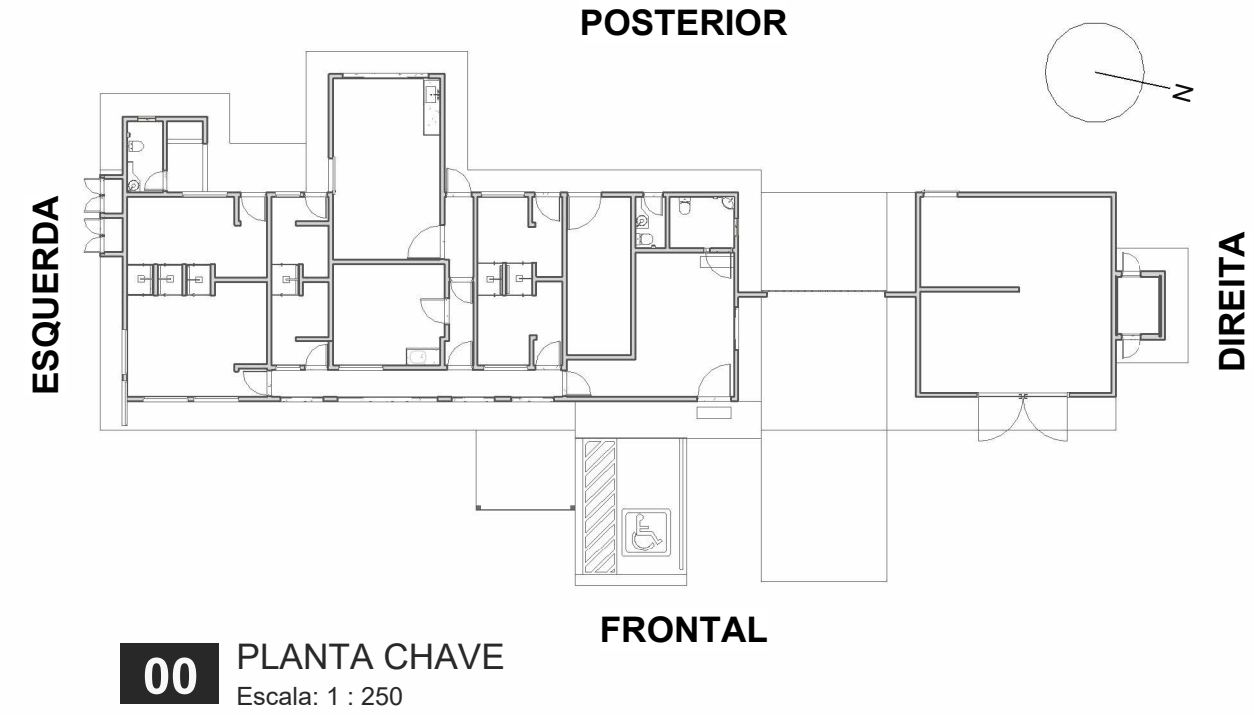 POSTERIOR
N
ESQUERDA
DIREITA
FRONTAL
00
PLANTA CHAVE
Escala: 1 : 250